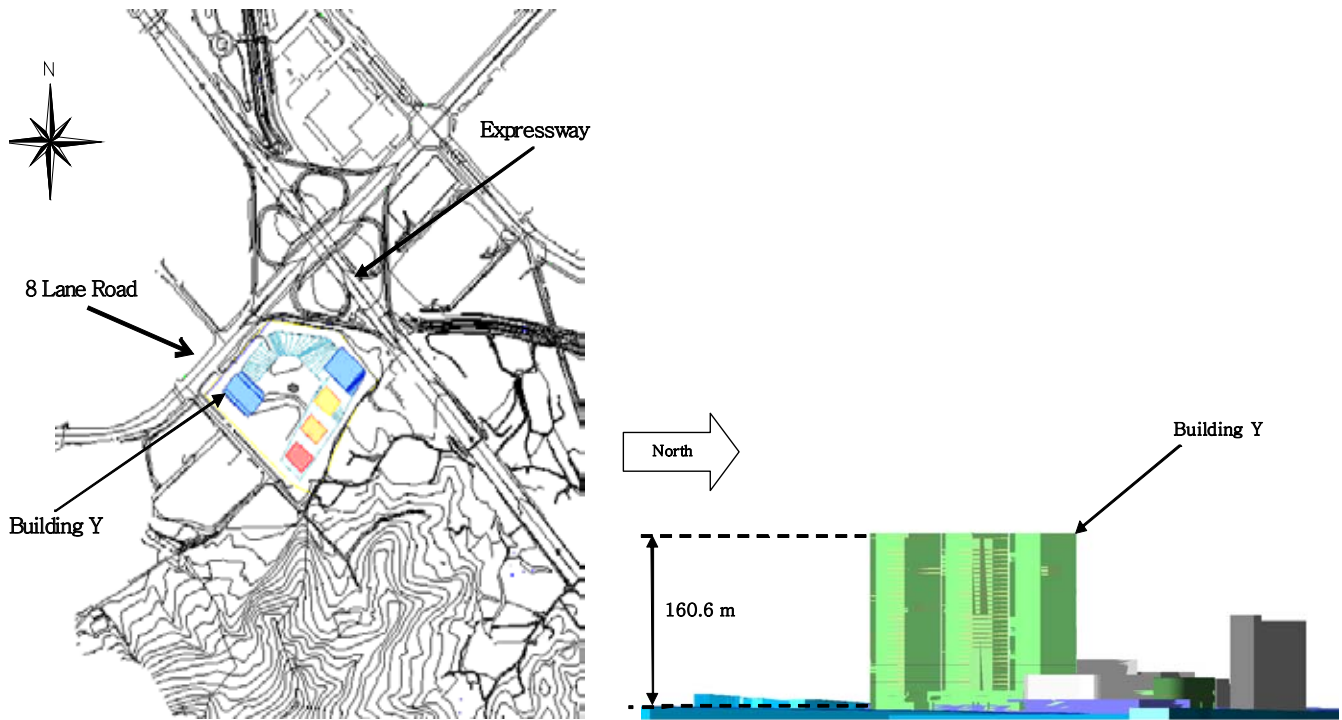 N
Expressway
8 Lane Road
Building Y
North
Building Y
160.6 m